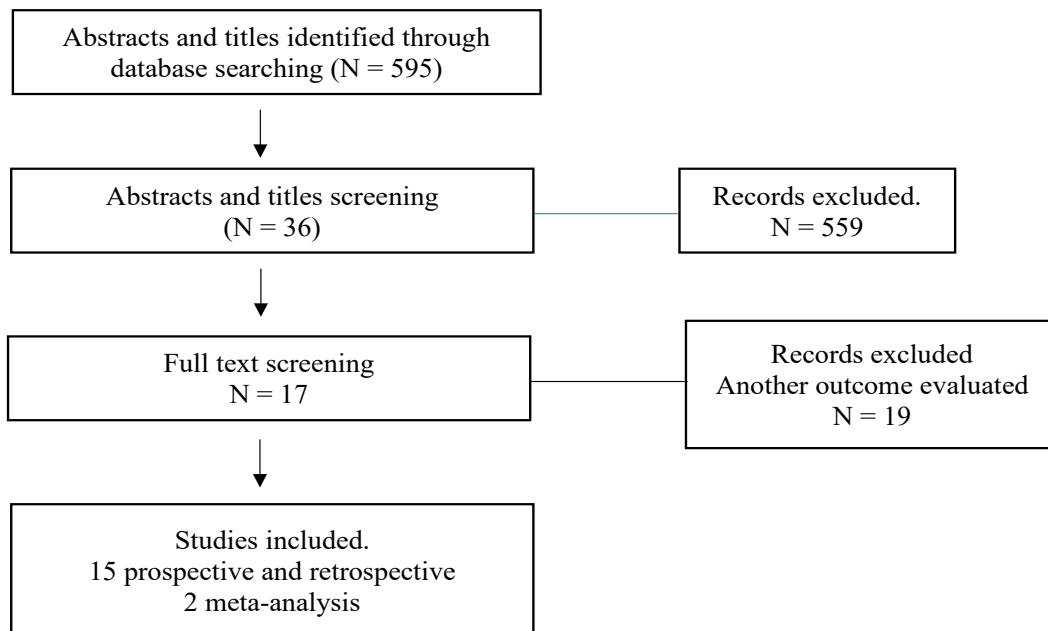 Abstracts and titles identified through
database searching (N = 595)
Abstracts and titles screening
(N = 36)
Records excluded.
N = 559
Full text screening
N = 17
Records excluded
Another outcome evaluated
N = 19
Studies included.
15 prospective and retrospective
2 meta-analysis